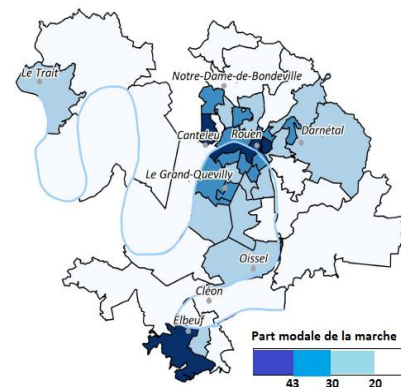 Le Trait
Notre-Dame-de-Bondeville
Canteleu
Rouen
Darnétal
Le Grand-Quevilly
Oissel
Cléon
Elbeuf
Part modale de la marche
43 30 20